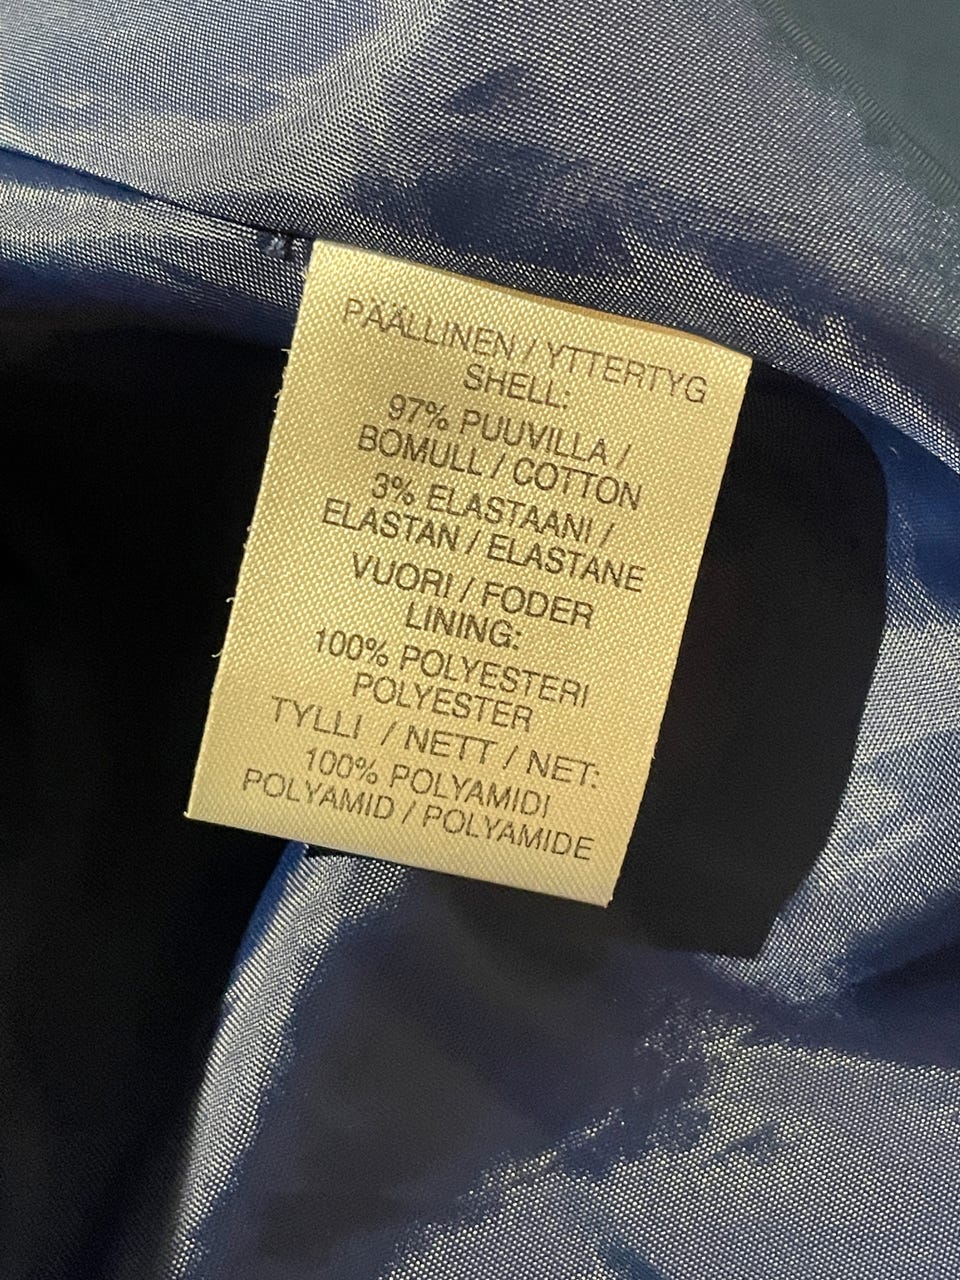 PÄÄLLINEN / YTTERTYG
SHELL:
97% PUUVILLA /
BOMULL / COTTON
3% ELASTAANI /
ELASTAN / ELASTANE
VUORI / FODER
LINING:
100% POLYESTERI
POLYESTER
TYLLI / NETT / NET:
100% POLYAMIDI
POLYAMID / POLYAMIDE